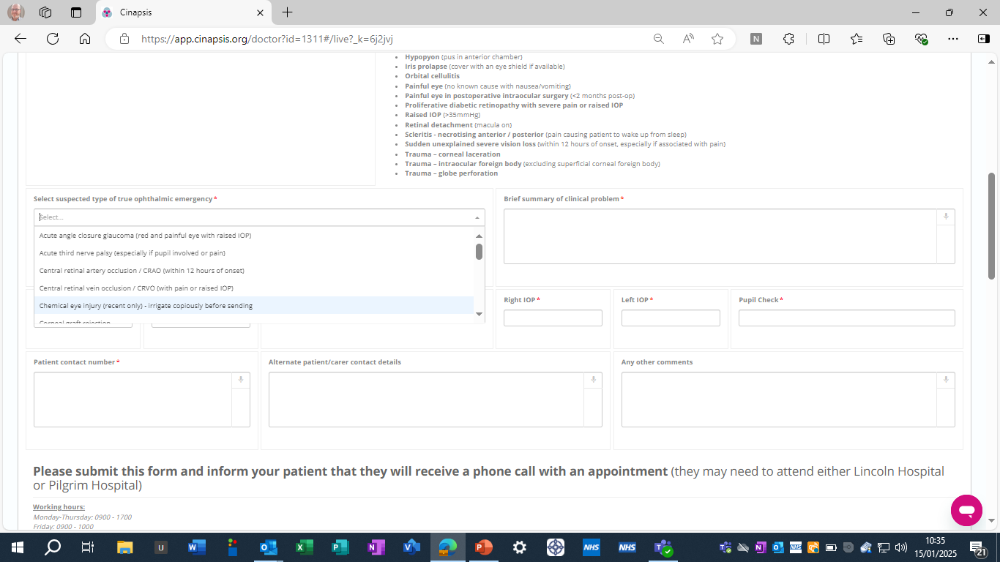 Cinapsis
https://app.cinapsis.org/doctor?id=1311#/live?_k=6j2jvj
Hypopyon (pus in anterior chamber)
Iris prolapse (cover with an eye shield if available)
Orbital cellulitis
Painful eye (no known cause with nausea/vomiting)
Painful eye in postoperative intraocular surgery (<2 months post-op)
Proliferative diabetic retinopathy with severe pain or raised IOP
Raised IOP (>35mmHg)
Retinal detachment (macula on)
Scleritis - necrotising anterior / posterior (pain causing patient to wake up from sleep)
Sudden unexplained severe vision loss (within 12 hours of onset, especially if associated with pain)
Trauma – corneal laceration
Trauma – intraocular foreign body (excluding superficial corneal foreign body)
Trauma – globe perforation
Select suspected type of true ophthalmic emergency *
Select...
Acute angle closure glaucoma (red and painful eye with raised IOP)
Acute third nerve palsy (especially if pupil involved or pain)
Central retinal artery occlusion / CRAO (within 12 hours of onset)
Central retinal vein occlusion / CRVO (with pain or raised IOP)
Chemical eye injury (recent only) - irrigate copiously before sending
Corneal graft rejection
Brief summary of clinical problem *
Right IOP *
Left IOP *
Pupil Check *
Patient contact number *
Alternate patient/carer contact details
Any other comments
Please submit this form and inform your patient that they will receive a phone call with an appointment (they may need to attend either Lincoln Hospital
or Pilgrim Hospital)
Working hours:
Monday-Thursday: 0900 - 1700
Friday: 0900 - 1000
10:35
15/01/2025
21